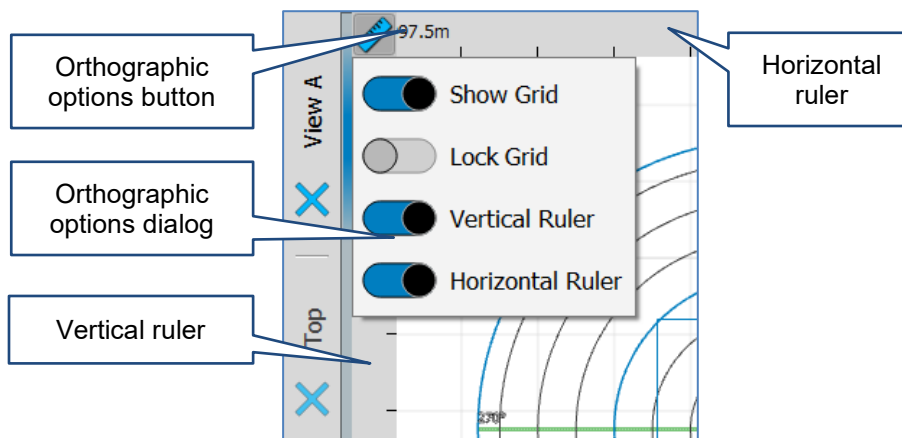 Orthographic
options button
97.5m
Horizontal
ruler
View A
Show Grid
Lock Grid
Orthographic
options dialog
Vertical Ruler
Horizontal Ruler
Vertical ruler
Top
270°